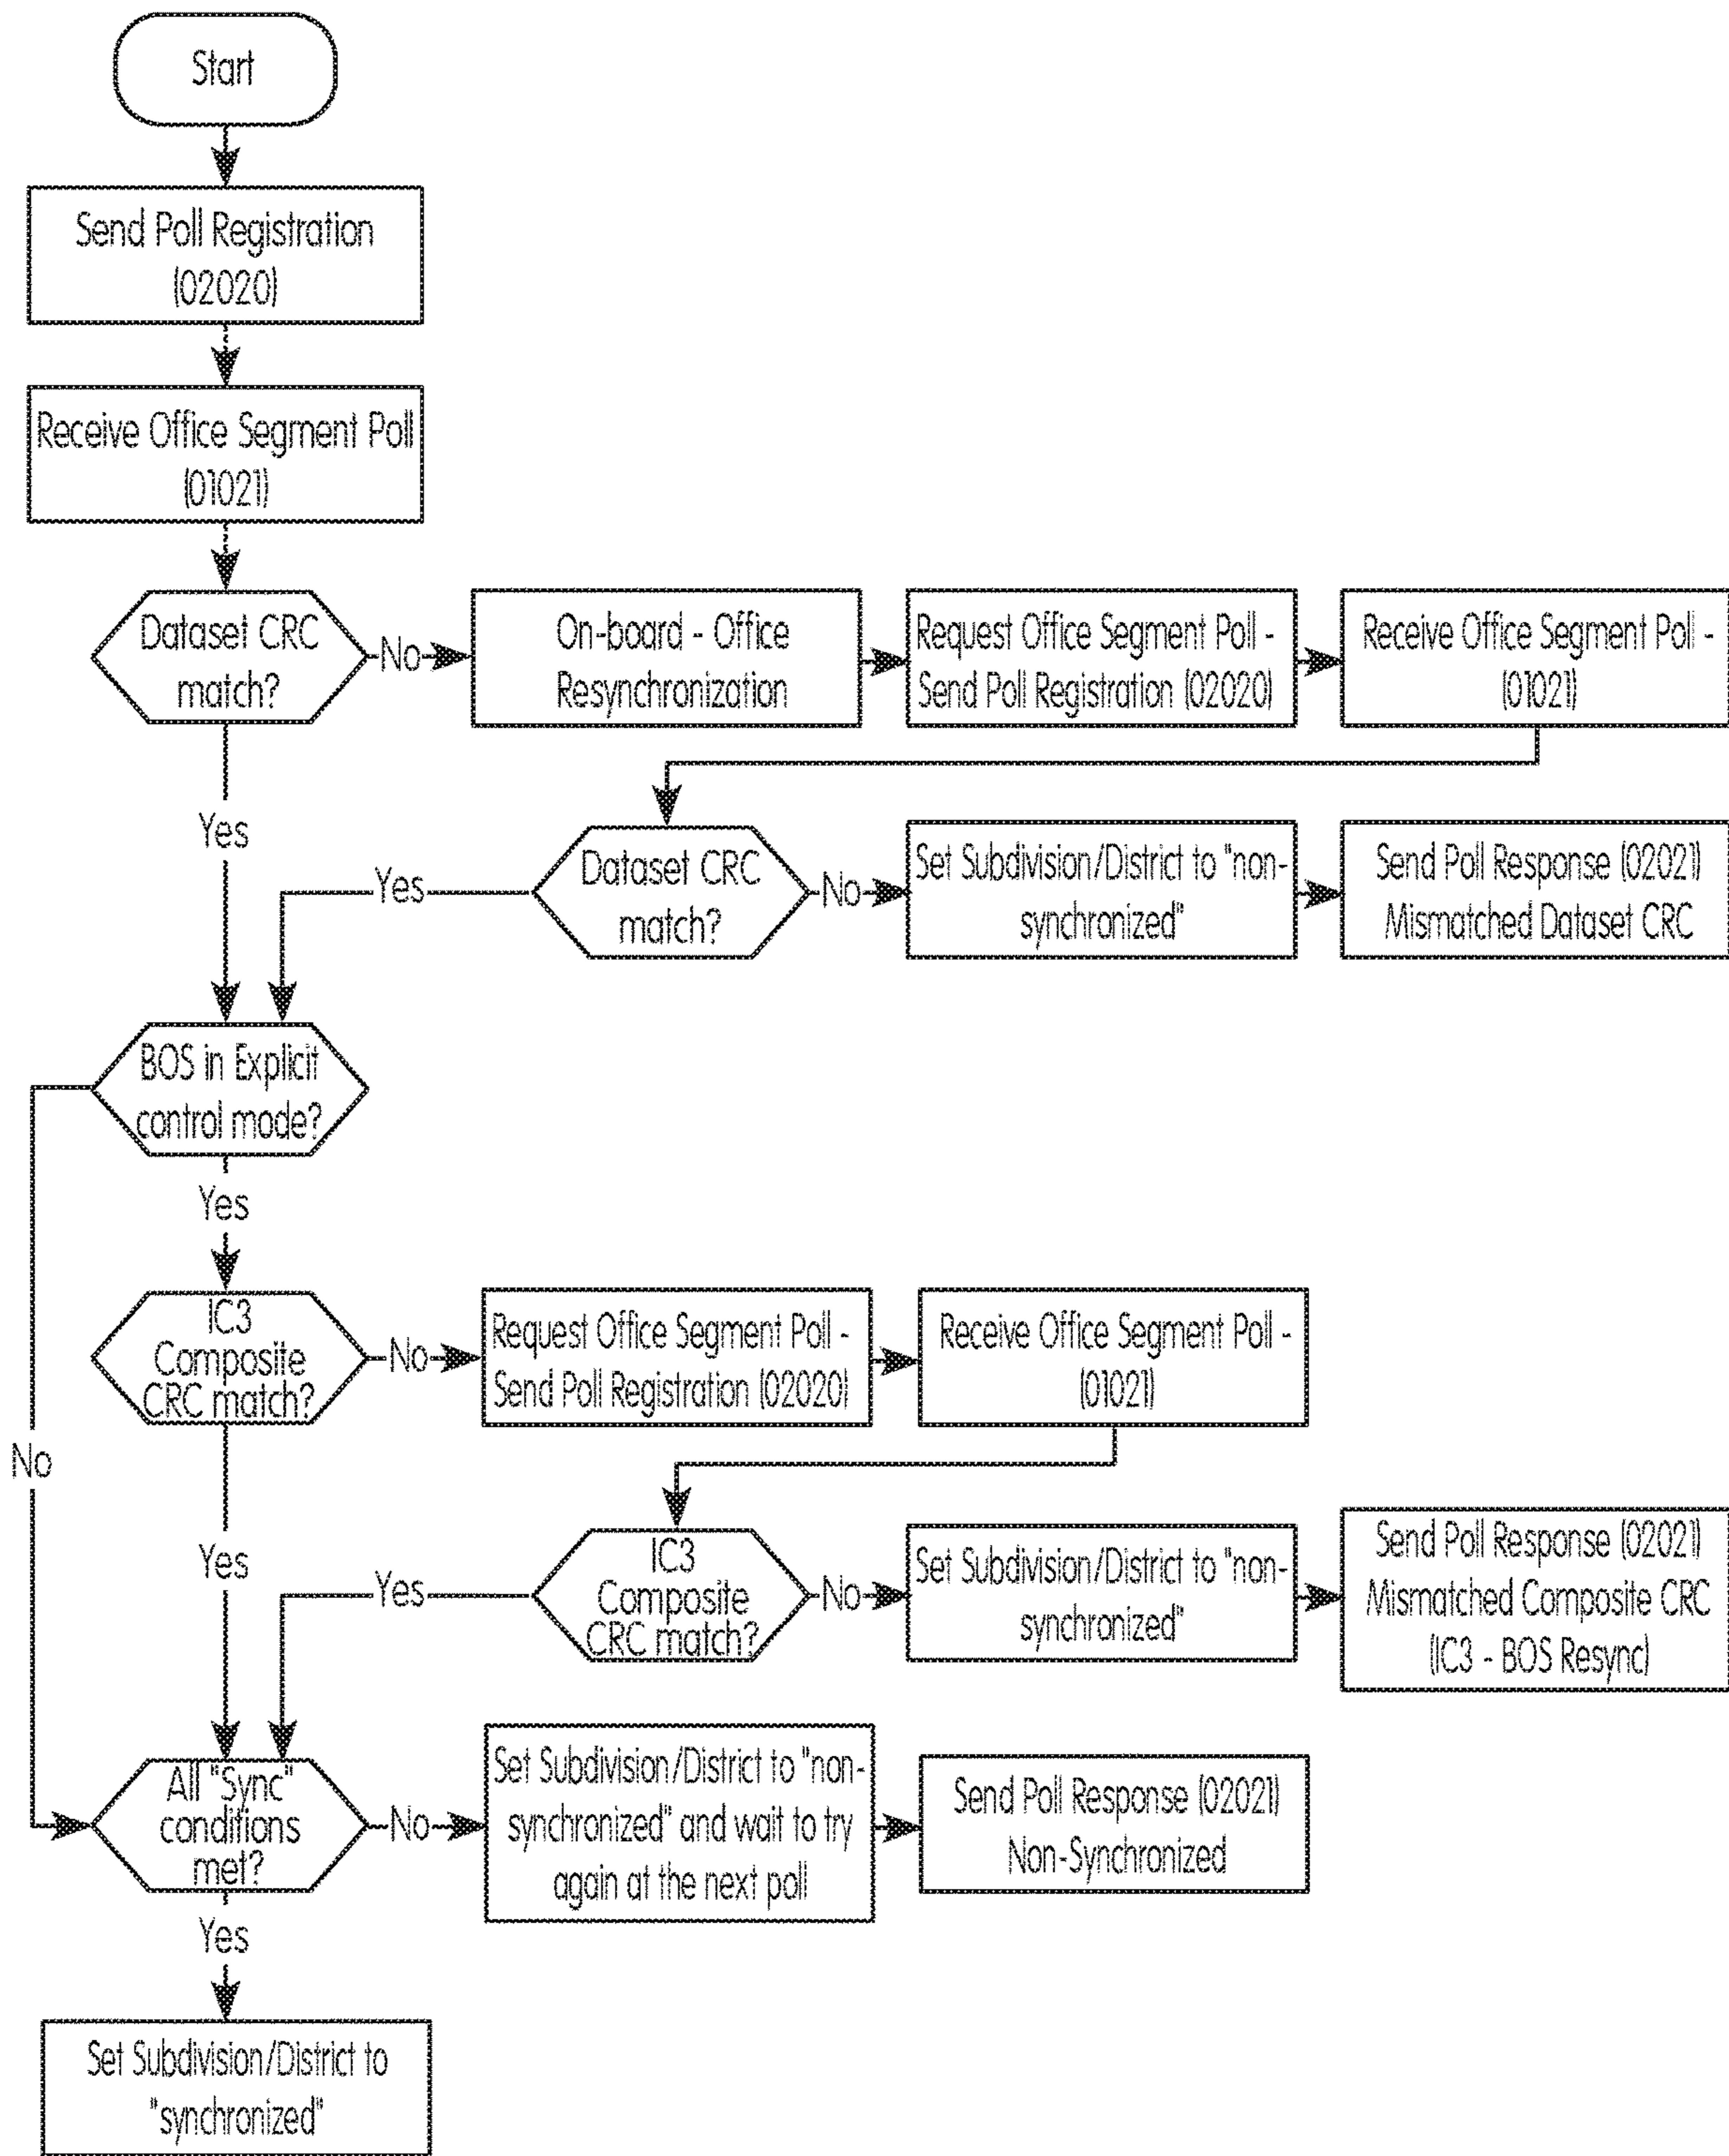 Start
Send Poll Registration
(02020)
Receive Office Segment Poll
(01021)
Dataset CRC
match?
No
On-board - Office
Resynchronization
Request Office Segment Poll -
Send Poll Registration (02020)
Receive Office Segment Poll -
(01021)
Yes
Dataset CRC
match?
Yes
No
Set Subdivision/District to "non-
synchronized"
Send Poll Response (02021)
Mismatched Dataset CRC
BOS in Explicit
control mode?
Yes
No
IC3
Composite
CRC match?
No
Request Office Segment Poll -
Send Poll Registration (02020)
Receive Office Segment Poll -
(01021)
Yes
IC3
Composite
CRC match?
Yes
No
Set Subdivision/District to "non-
synchronized"
Send Poll Response (02021)
Mismatched Composite CRC
(IC3 - BOS Resync)
All "Sync"
conditions
met?
No
Set Subdivision/District to "non-
synchronized" and wait to try
again at the next poll
Send Poll Response (02021)
Non-Synchronized
Yes
Set Subdivision/District to
"synchronized"